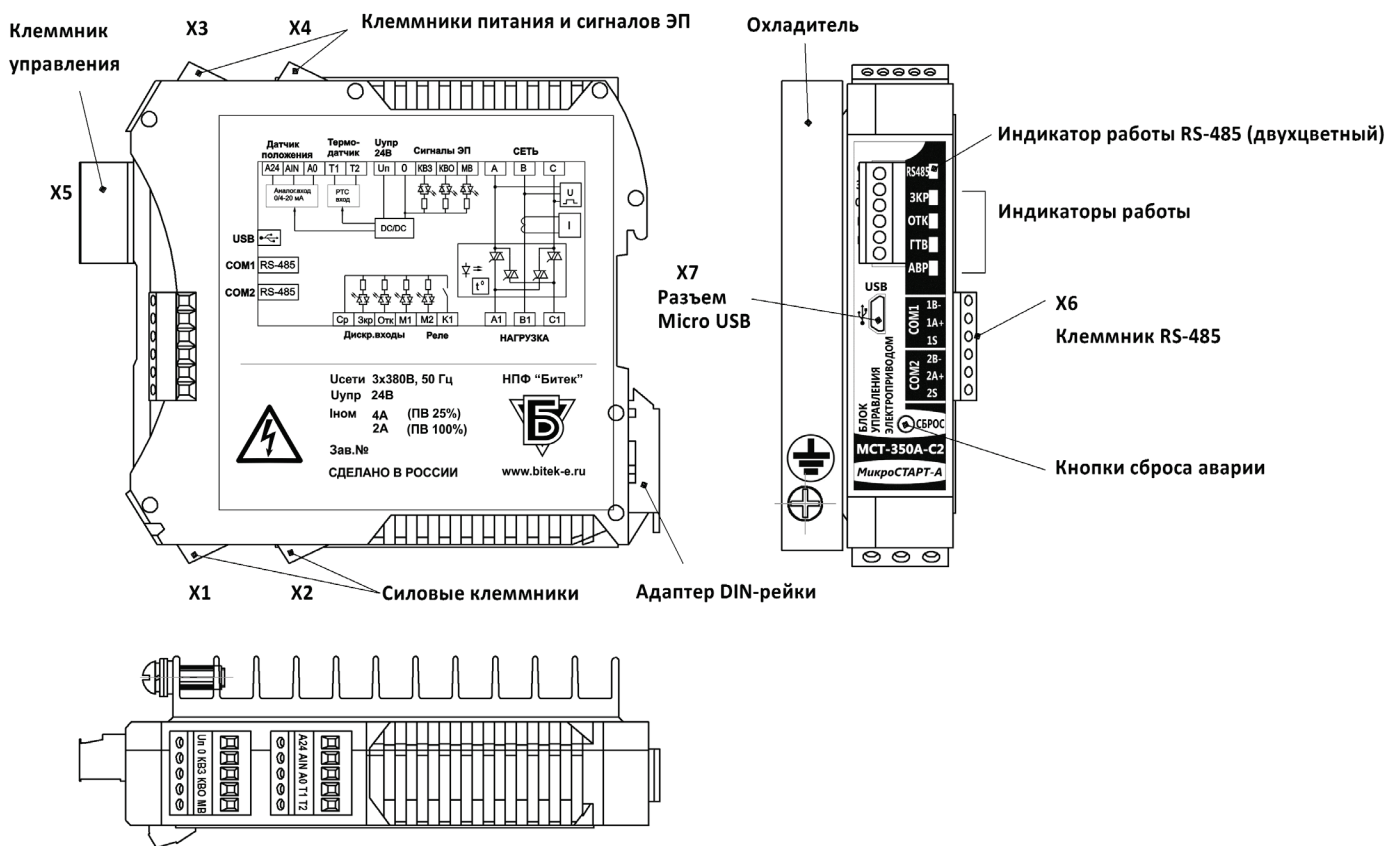 Клеммник управления
X3
X4
Клеммники питания и сигналов ЭП
X5
Датчик положения
Термо-датчик
Uупр 24В
Сигналы ЭП
СЕТЬ
A24 AIN A0 T1 T2 Uп 0 КВЗ КВО МВ A B C
Аналог.вход 0/4-20 мА
PTC вход
DC/DC
U
I
USB
COM1 RS-485
COM2 RS-485
t°
Ср Зкр Отк М1 М2 К1 A1 B1 C1
Дискр.входы
Реле
НАГРУЗКА
Uсети 3x380В, 50 Гц
Uупр 24В
Iном 4А (ПВ 25%)
2А (ПВ 100%)
Зав.№
СДЕЛАНО В РОССИИ
НПФ “Битек”
Б
www.bitek-e.ru
X1
X2
Силовые клеммники
Адаптер DIN-рейки
Охладитель
Индикатор работы RS-485 (двухцветный)
Индикаторы работы
RS485
ЗКР
ОТК
ГТВ
АВР
X7
Разъем
Micro USB
USB
COM1
1B-
1A+
1S
COM2
2B-
2A+
2S
X6
Клеммник RS-485
БЛОК
УПРАВЛЕНИЯ
ЭЛЕКТРОПРИВОДОМ
СБРОС
МСТ-350А-С2
МикроСТАРТ-А
Кнопки сброса аварии
Uп 0 КВЗ КВО МВ
A24 AIN A0 T1 T2